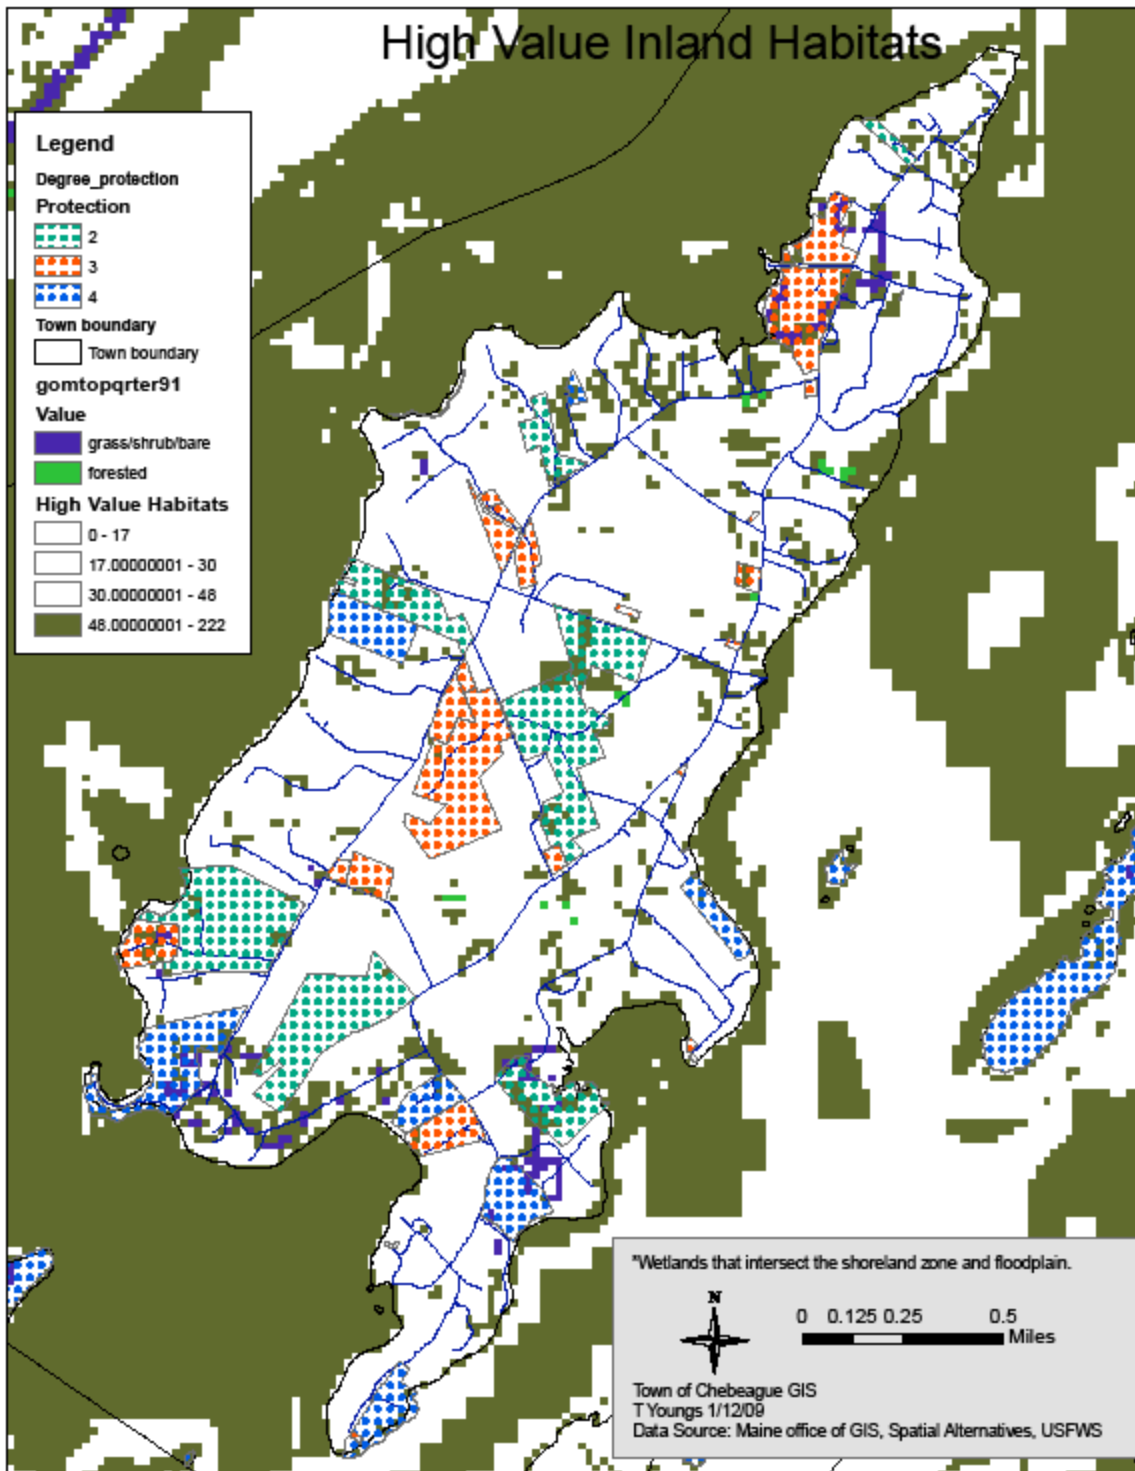 High Value Inland Habitats
Legend
Degree_protection
Protection
2
3
4
Town boundary
Town boundary
gomtopqrter91
Value
grass/shrub/bare
forested
High Value Habitats
0 - 17
17.00000001 - 30
30.00000001 - 48
48.00000001 - 222
*Wetlands that intersect the shoreland zone and floodplain.
N
0 0.125 0.25 0.5
Miles
Town of Chebeague GIS
T Youngs 1/12/09
Data Source: Maine office of GIS, Spatial Alternatives, USFWS